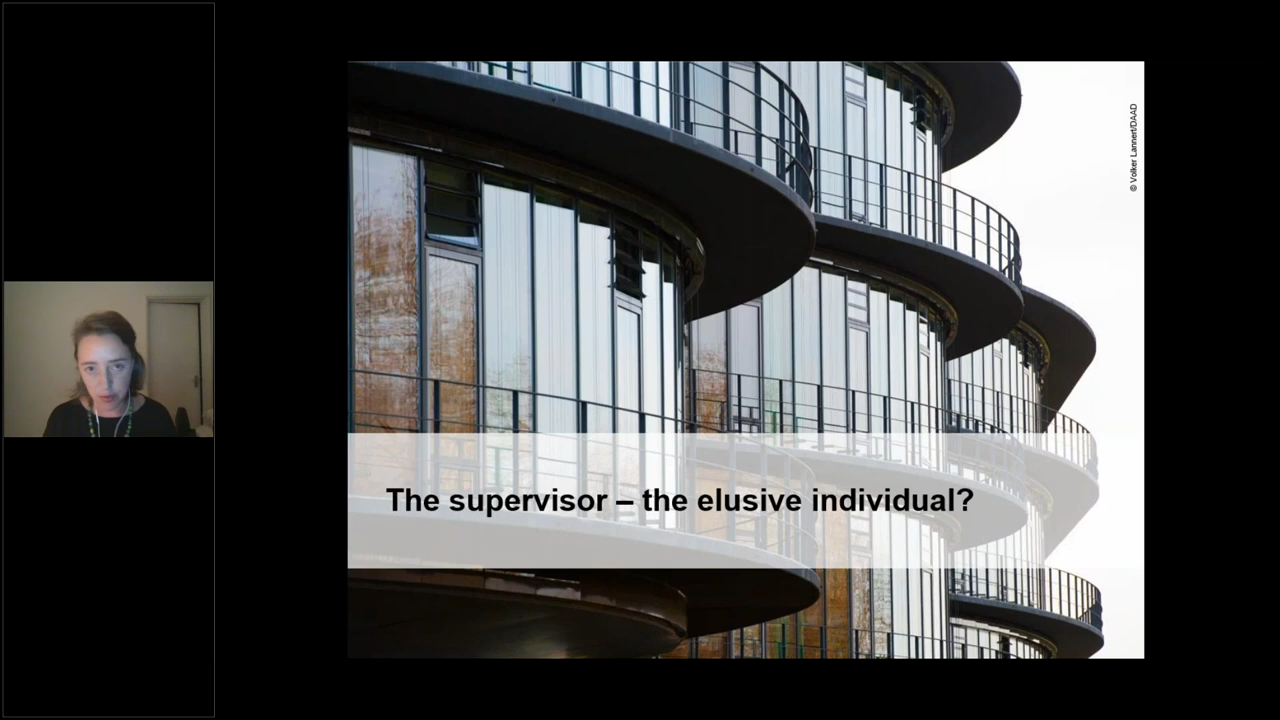 © Volker Lannert/DAAD
The supervisor – the elusive individual?